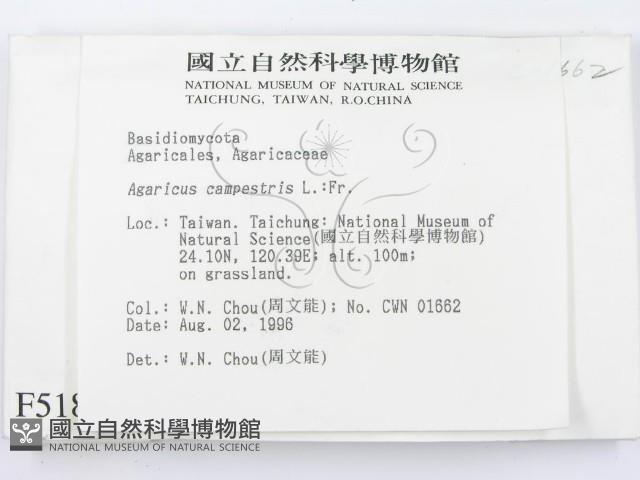 國立自然科學博物館
NATIONAL MUSEUM OF NATURAL SCIENCE
TAICHUNG, TAIWAN, R.O.CHINA
1662
Basidiomycota
Agaricales, Agaricaceae
Agaricus campestris L.:Fr.
Loc.: Taiwan. Taichung: National Museum of
Natural Science(國立自然科學博物館)
24.10N, 120.39E; alt. 100m;
on grassland.
Col.: W.N. Chou(周文能); No. CWN 01662
Date: Aug. 02, 1996
Det.: W.N. Chou(周文能)
F518
國立自然科學博物館
NATIONAL MUSEUM OF NATURAL SCIENCE